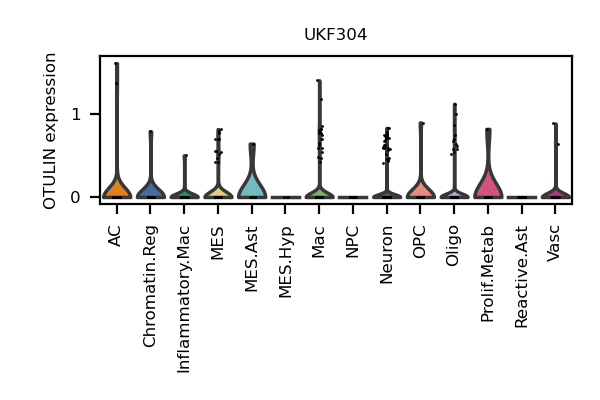 UKF304
OTULIN expression
1
0
AC
Chromatin.Reg
Inflammatory.Mac
MES
MES.Ast
MES.Hyp
Mac
NPC
Neuron
OPC
Oligo
Prolif.Metab
Reactive.Ast
Vasc